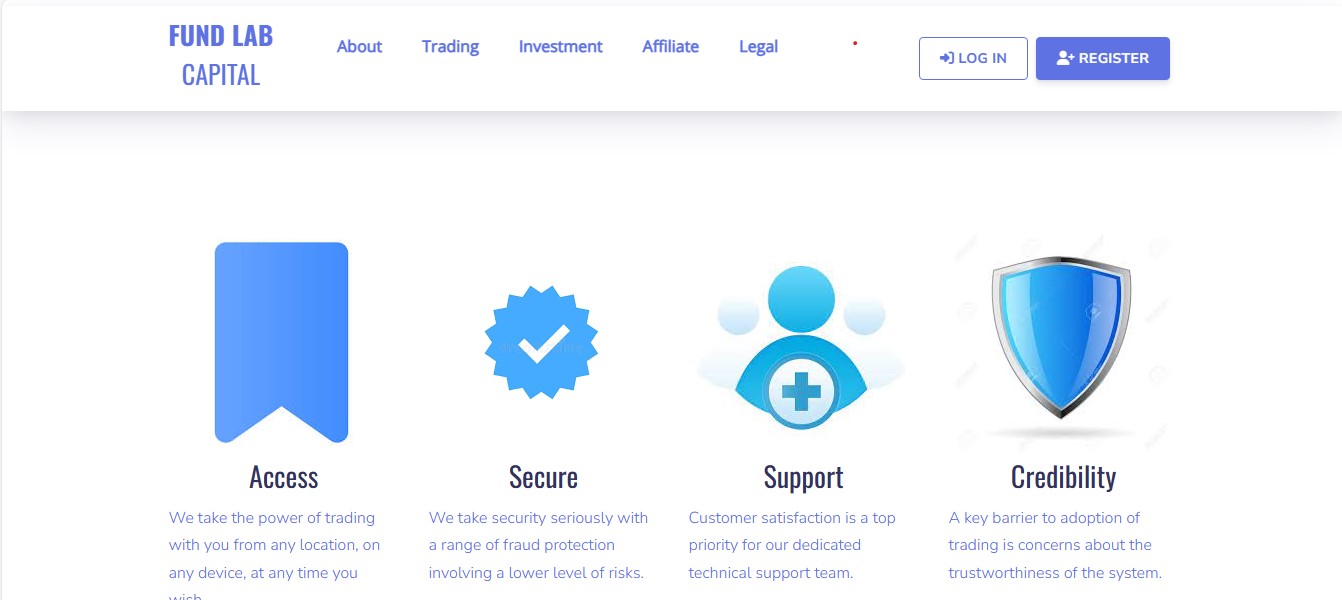 FUND LAB
CAPITAL
About
Trading
Investment
Affiliate
Legal
LOG IN
REGISTER
Access
We take the power of trading
with you from any location, on
any device, at any time you
wish
Secure
We take security seriously with
a range of fraud protection
involving a lower level of risks.
Support
Customer satisfaction is a top
priority for our dedicated
technical support team.
Credibility
A key barrier to adoption of
trading is concerns about the
trustworthiness of the system.